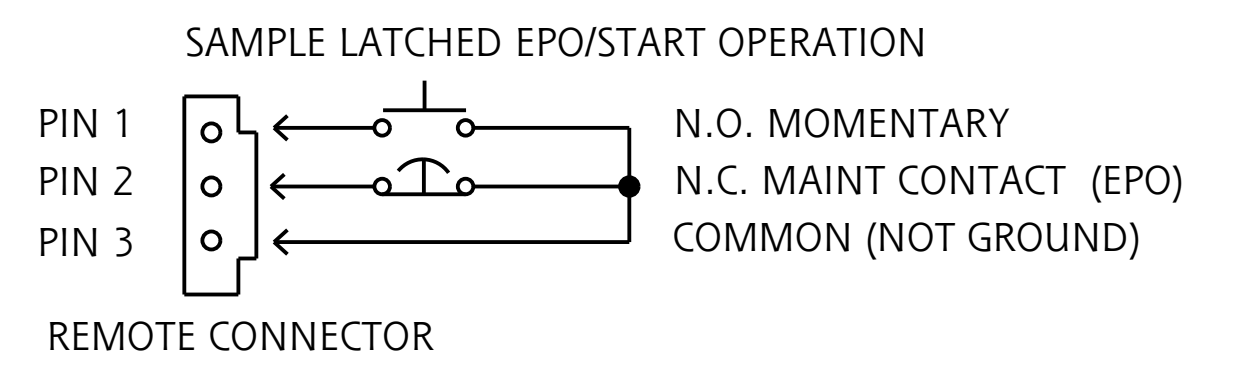 SAMPLE LATCHED EPO/START OPERATION
PIN 1 N.O. MOMENTARY
PIN 2 N.C. MAINT CONTACT (EPO)
PIN 3 COMMON (NOT GROUND)
REMOTE CONNECTOR